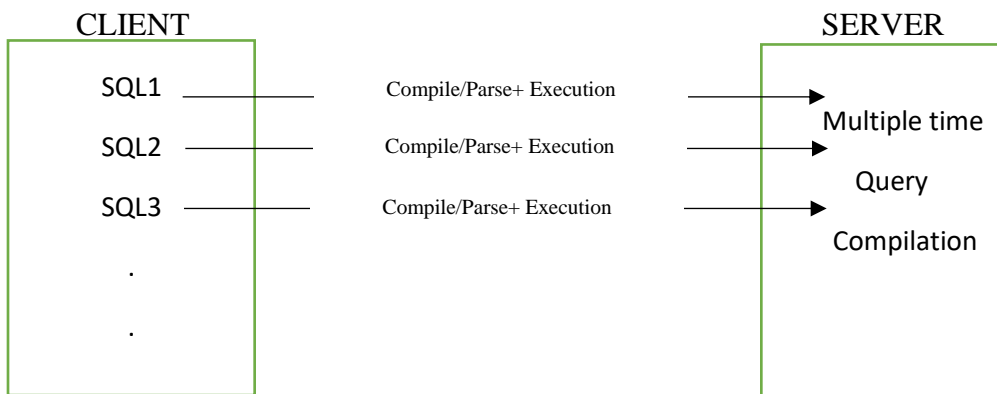 CLIENT
SERVER
SQL1
Compile/Parse+ Execution
Multiple time
SQL2
Compile/Parse+ Execution
Query
SQL3
Compile/Parse+ Execution
Compilation
.
.